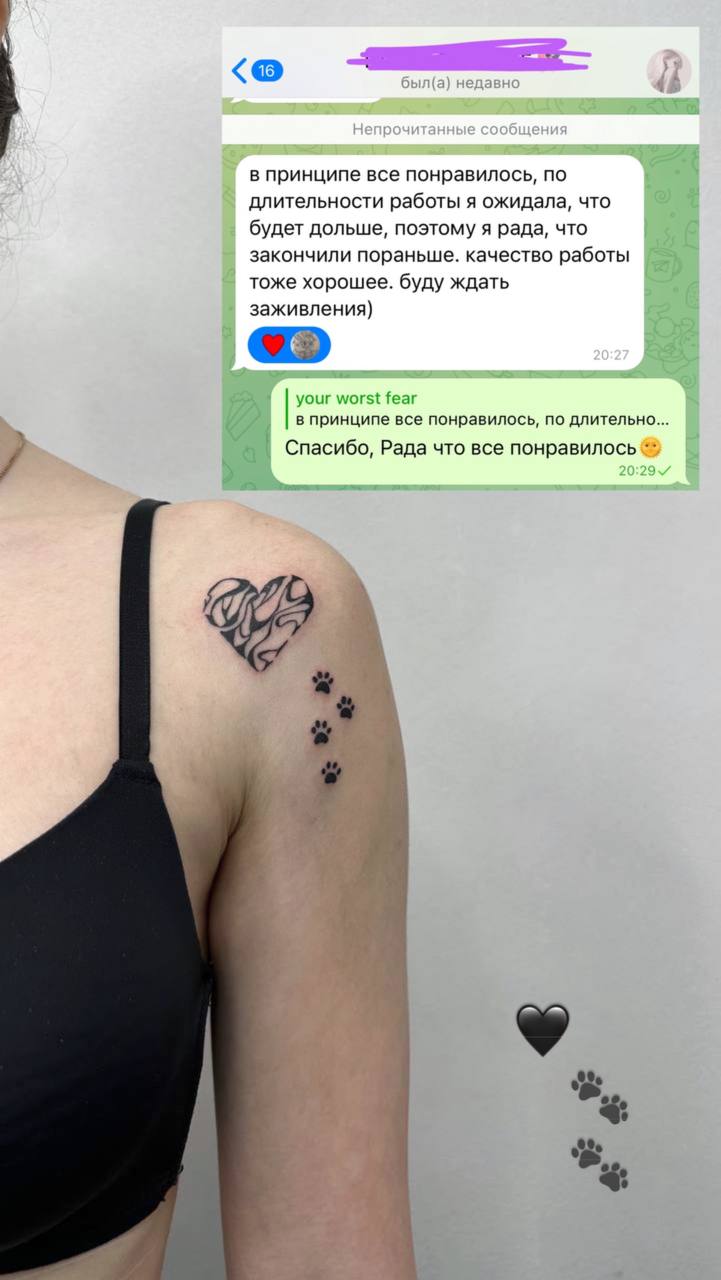 16
был(а) недавно
Непрочитанные сообщения
в принципе все понравилось, по
длительности работы я ожидала, что
будет дольше, поэтому я рада, что
закончили пораньше. качество работы
тоже хорошее. буду ждать
заживления)
20:27
your worst fear
в принципе все понравилось, по длительно...
Спасибо, Рада что все понравилось🌞
20:29